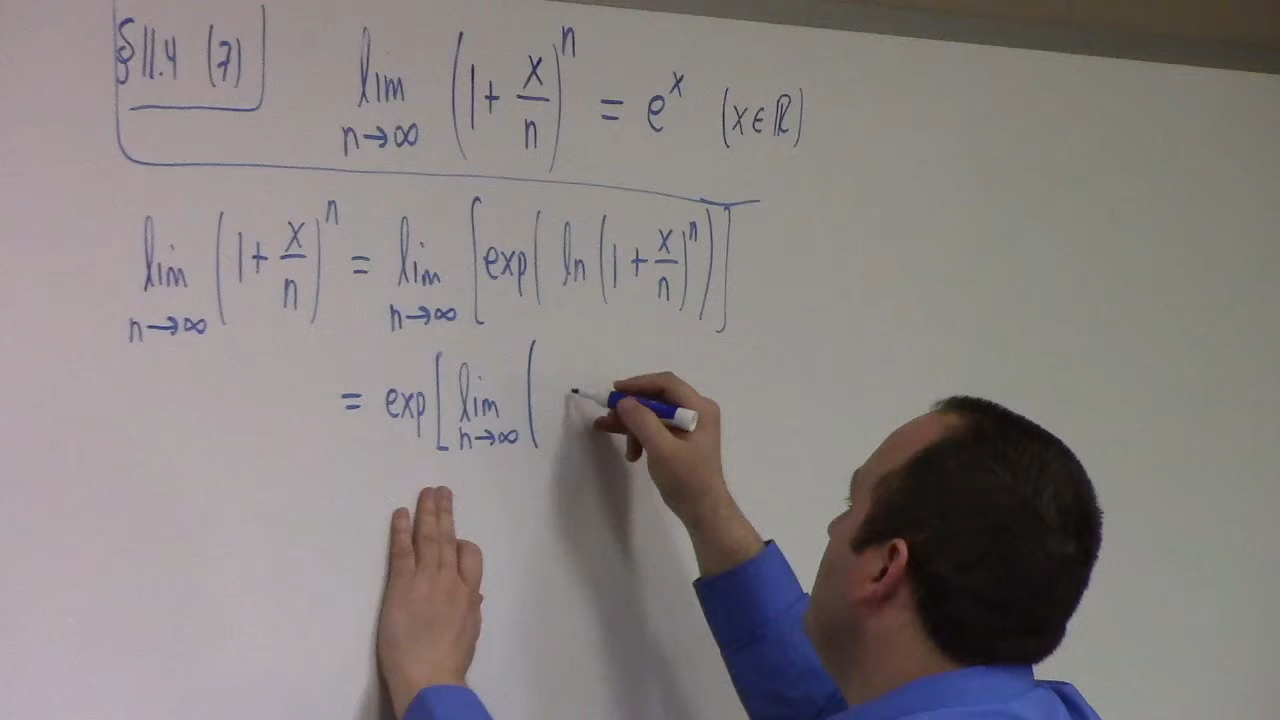 §11.4 (7) lim n→∞ (1 + x/n)^n = e^x (x ∈ ℝ)
lim n→∞ (1 + x/n)^n = lim n→∞ [exp( ln (1 + x/n)^n )]
= exp[ lim n→∞ (